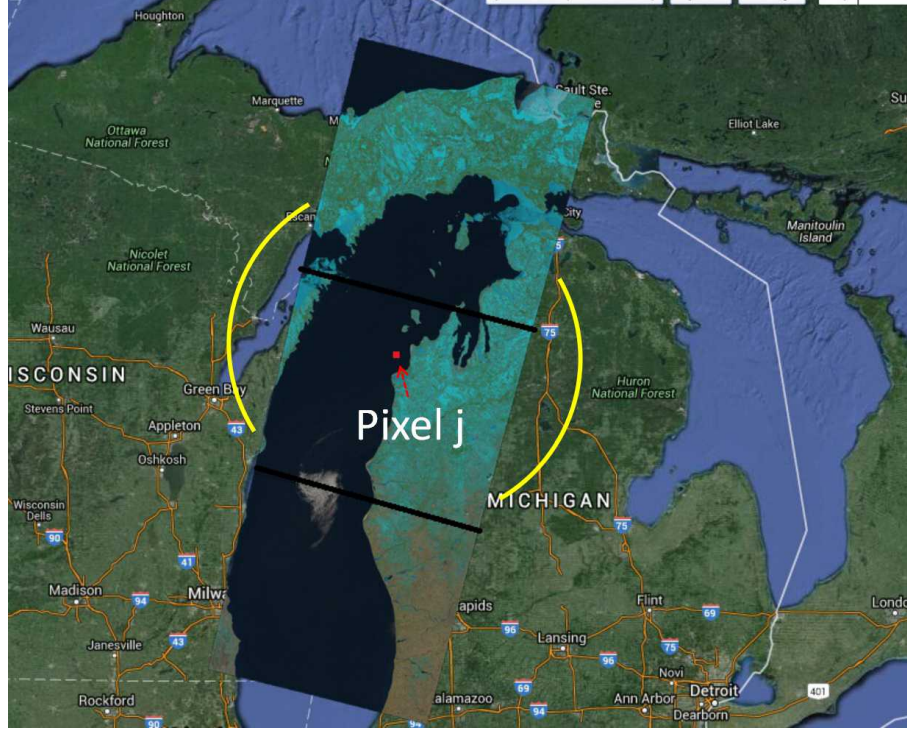 Houghton
Sault Ste.
Marquette
Elliot Lake
Ottawa
National Forest
Manitoulin
Island
City
Nicolet
National Forest
75
Wausau
ISCONSIN
Huron
National Forest
Green Bay
Stevens Point
Pixel j
Appleton
43
Oshkosh
MICHIGAN
Wisconsin
Dells
75
90
41
Madison
94
Milwa
apids
Flint
69
Londo
96
Janesville
43
Lansing
75
96
Novi
69
Rockford
alamazoo
Ann Arbor
Detroit
401
Dearborn
90
94
94